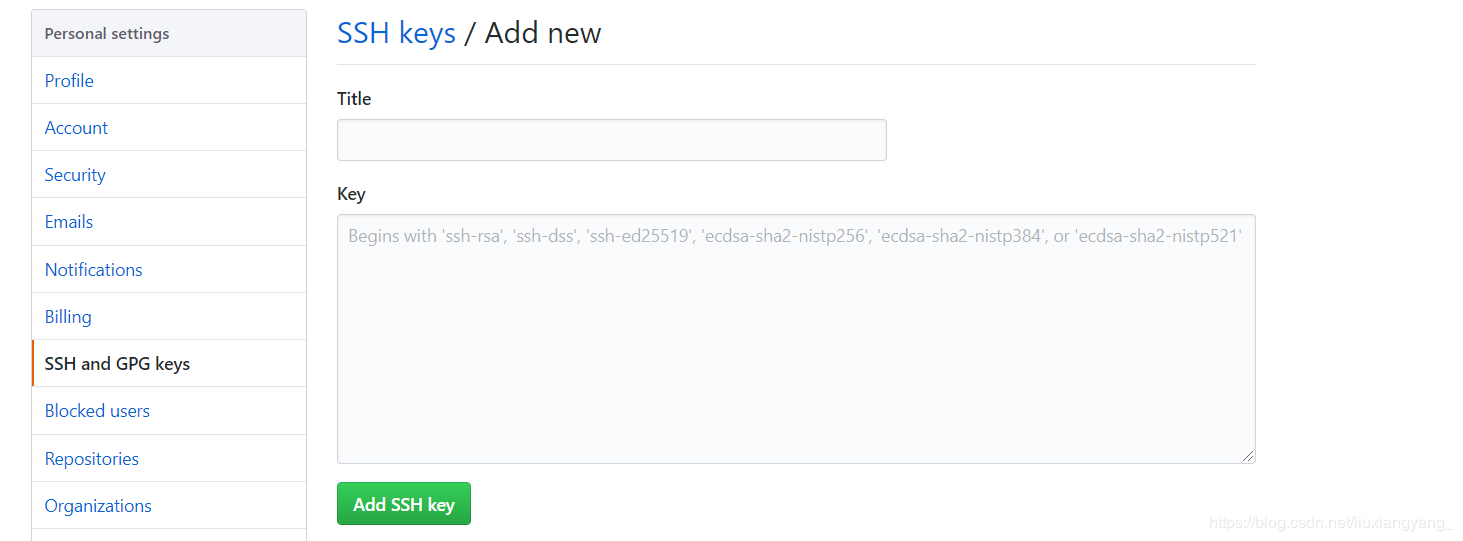 Personal settings
Profile
Account
Security
Emails
Notifications
Billing
SSH and GPG keys
Blocked users
Repositories
Organizations
SSH keys / Add new
Title
Key
Begins with 'ssh-rsa', 'ssh-dss', 'ssh-ed25519', 'ecdsa-sha2-nistp256', 'ecdsa-sha2-nistp384', or 'ecdsa-sha2-nistp521'
Add SSH key
https://blog.csdn.net/liuxiangyang_